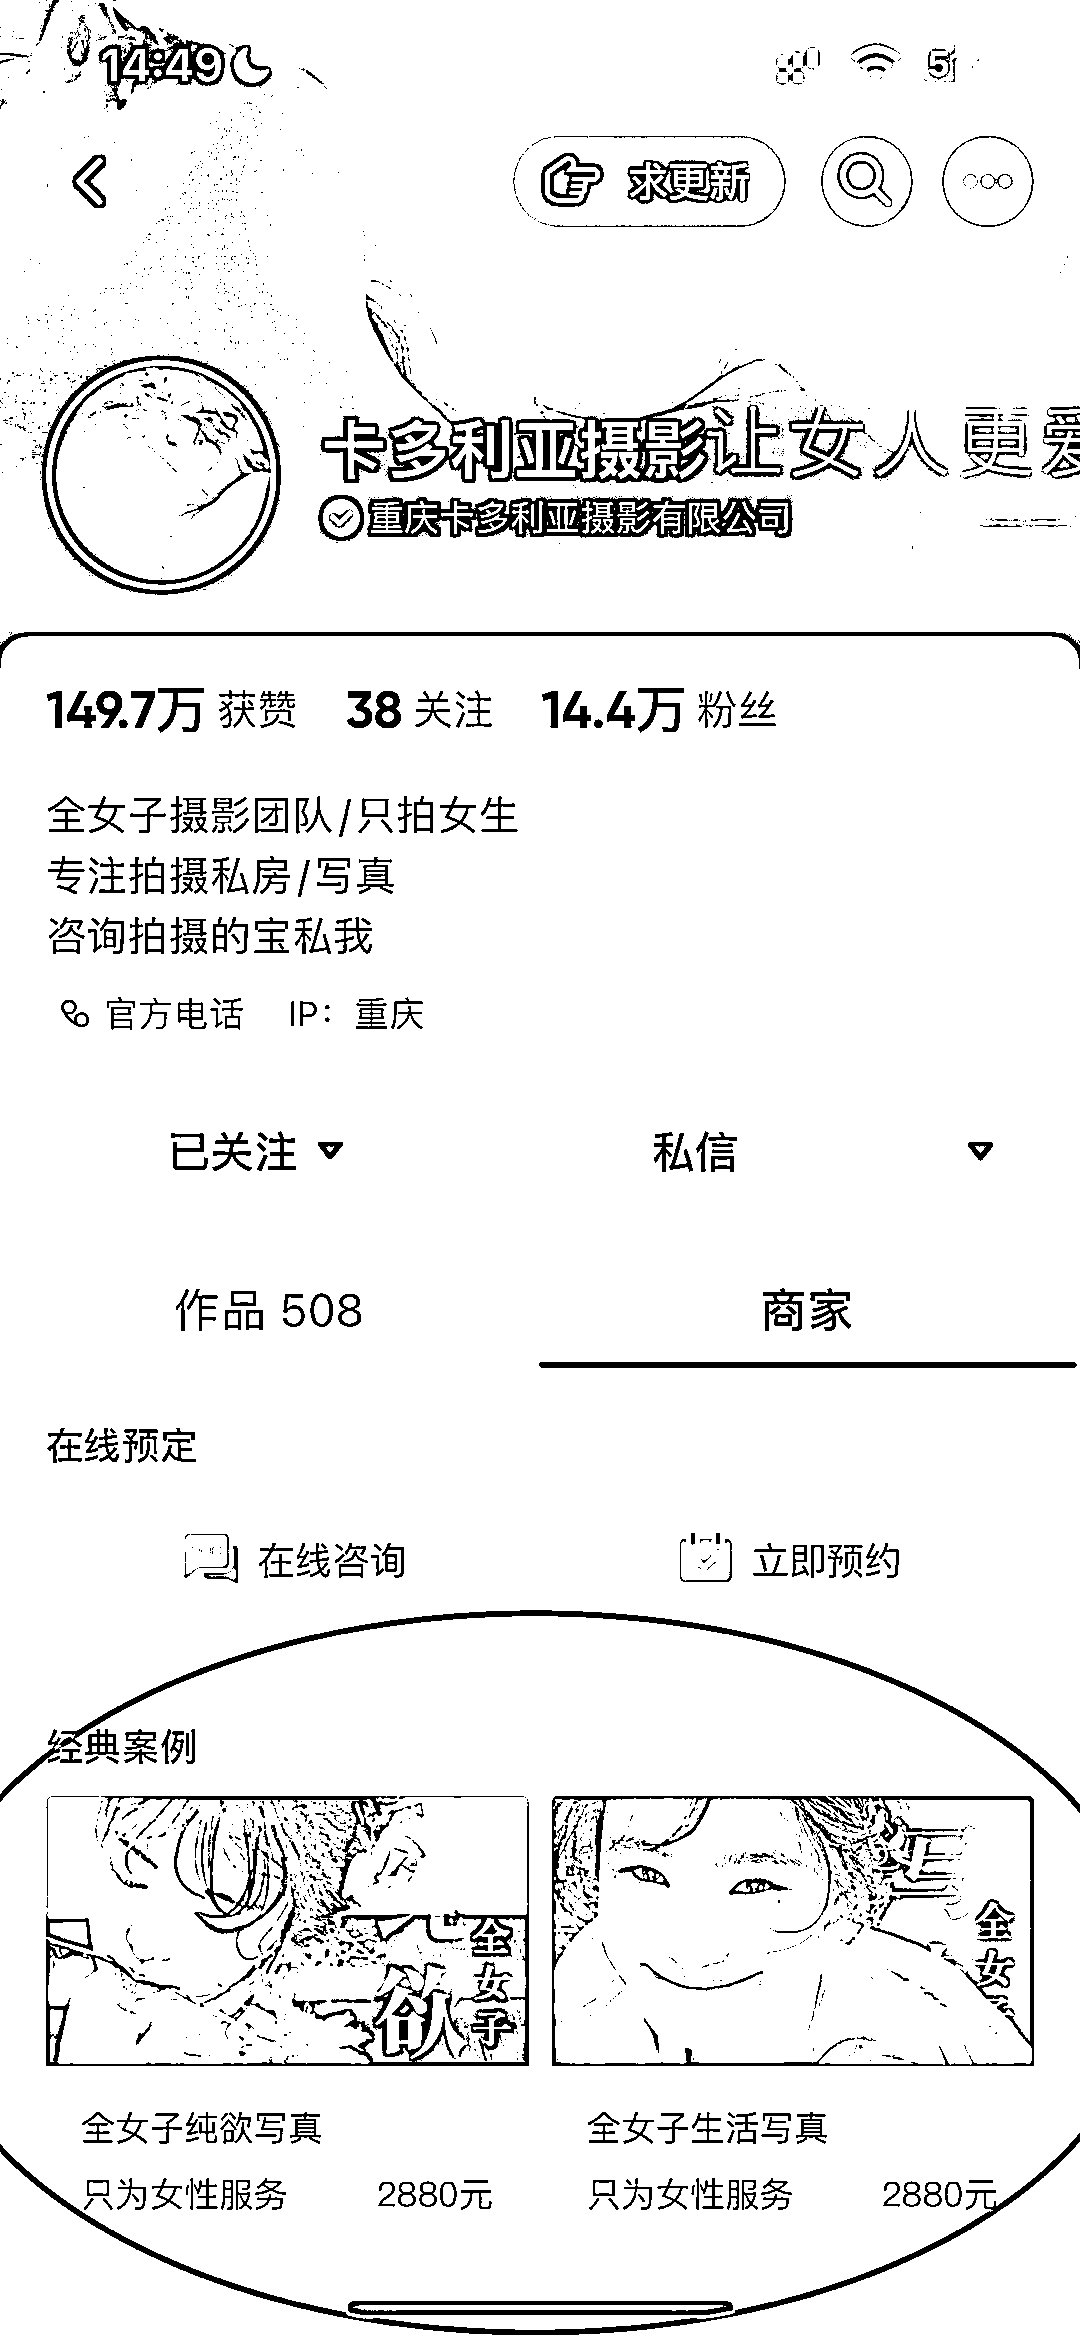 14:49
求更新
卡多利亚摄影让女人更爱
重庆卡多利亚摄影有限公司
149.7万 获赞 38 关注 14.4万 粉丝
全女子摄影团队/只拍女生
专注拍摄私房/写真
咨询拍摄的宝私我
官方电话 IP：重庆
已关注 私信
作品 508 商家
在线预定
在线咨询 立即预约
经典案例
全女子
欲
全女子
全女子纯欲写真 全女子生活写真
只为女性服务 2880元 只为女性服务 2880元